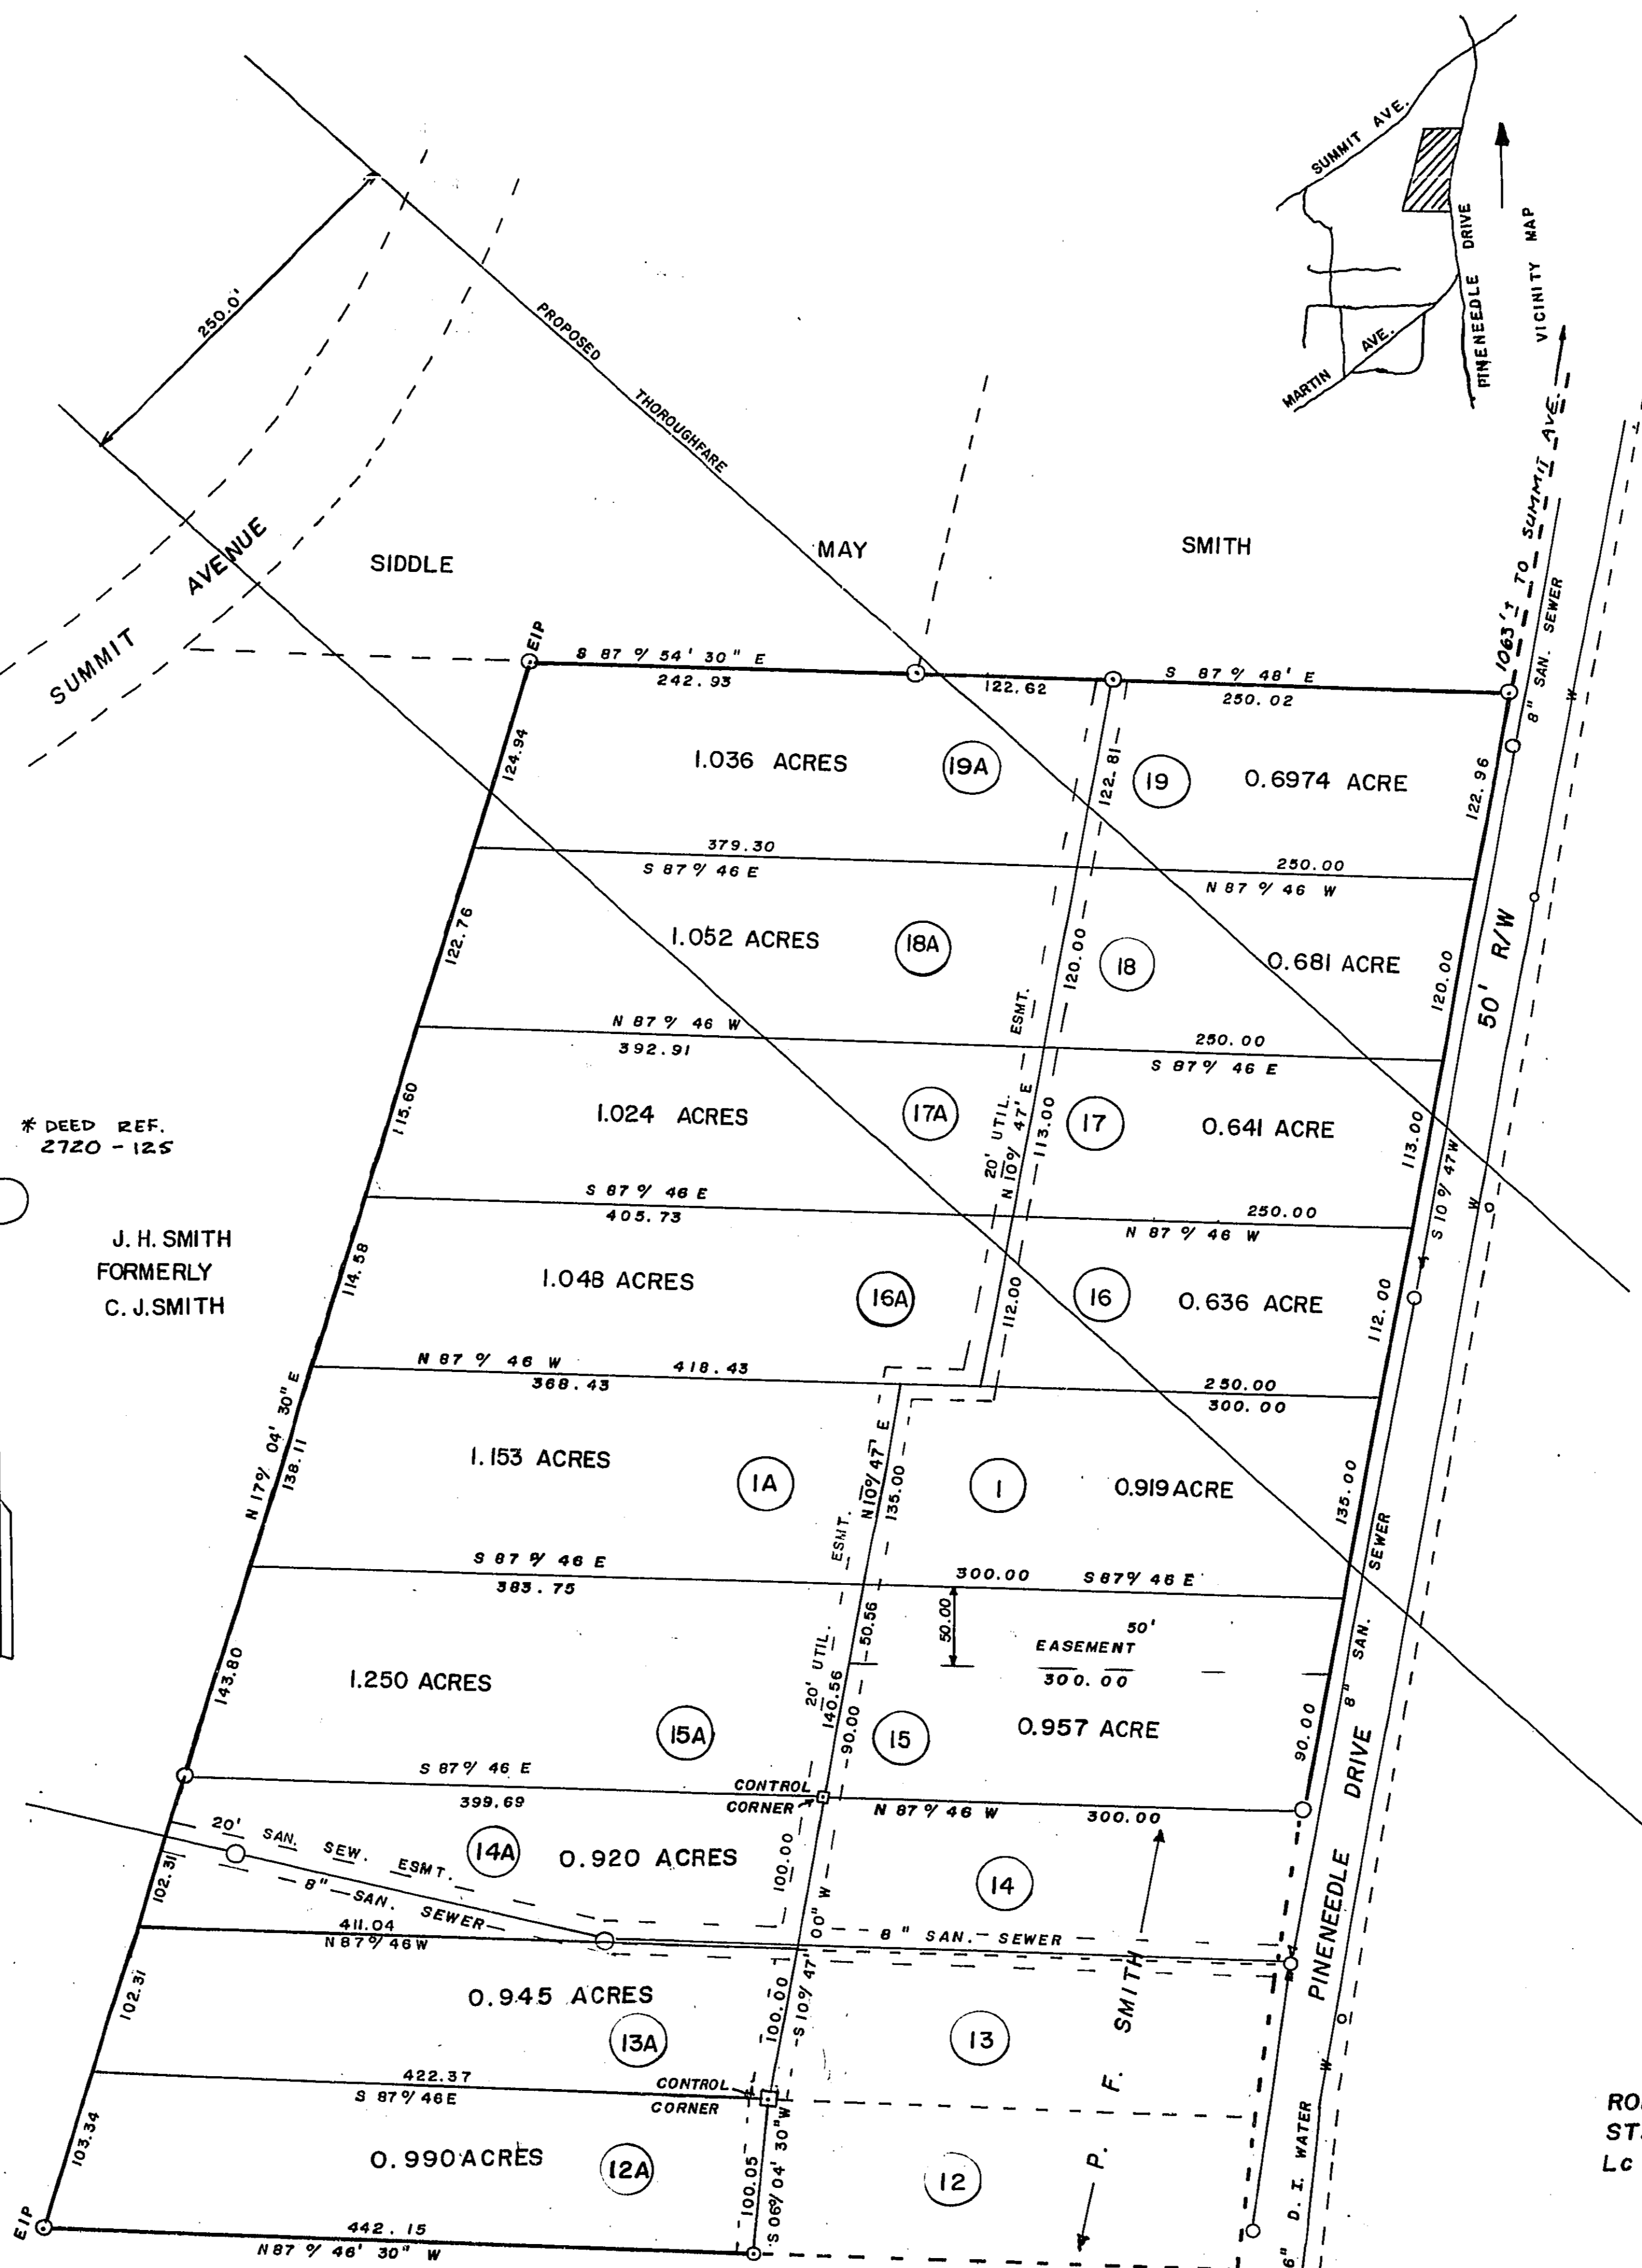 SUMMIT AVE.
MARTIN AVE.
PINENEEDLE DRIVE
VICINITY MAP
250.0'
PROPOSED THOROUGHFARE
SUMMIT AVENUE
SIDDLE
MAY
SMITH
1063'± TO SUMMIT AVE.
8" SAN. SEWER
W
EIP
S 87 º/ 54' 30" E
242.93
122.62
S 87 º/ 48' E
250.02
124.94
1.036 ACRES
19A
122.81
19
0.6974 ACRE
122.96
379.30
S 87 º/ 46 E
250.00
N 87 º/ 46 W
122.76
1.052 ACRES
18A
120.00
18
0.681 ACRE
120.00
50' R/W
N 87 º/ 46 W
392.91
250.00
S 87 º/ 46 E
20' UTIL. ESMT.
N 10 º/ 47' E
* DEED REF.
2720 - 125
115.60
1.024 ACRES
17A
113.00
17
0.641 ACRE
113.00
S 10 º/ 47 W
W
S 87 º/ 46 E
405.73
250.00
N 87 º/ 46 W
J. H. SMITH
FORMERLY
C. J. SMITH
114.58
1.048 ACRES
16A
112.00
16
0.636 ACRE
112.00
N 87 º/ 46 W 418.43
368.43
250.00
300.00
N 17 º/ 04' 30" E
138.11
1.153 ACRES
1A
N 10 º/ 47' E
135.00
1
0.919 ACRE
135.00
8" SAN. SEWER
S 87 º/ 46 E
383.75
300.00 S 87 º/ 46 E
20' UTIL. ESMT.
50.56
50.00
50'
EASEMENT
300.00
143.80
1.250 ACRES
15A
140.56
90.00
15
0.957 ACRE
90.00
S 87 º/ 46 E
399.69
CONTROL
CORNER
N 87 º/ 46 W 300.00
20' SAN. SEW. ESMT.
8" SAN. SEWER
102.31
14A
0.920 ACRES
100.00
14
PINENEEDLE DRIVE
411.04
N 87 º/ 46 W
8" SAN. SEWER
S 10 º/ 47' 00" W
102.31
0.945 ACRES
13A
100.00
13
P. F. SMITH
422.37
S 87 º/ 46 E
CONTROL
CORNER
103.34
0.990 ACRES
12A
100.05
S 06 º/ 04' 30" W
12
W
6" D. I. WATER
EIP
442.15
N 87 º/ 46' 30" W